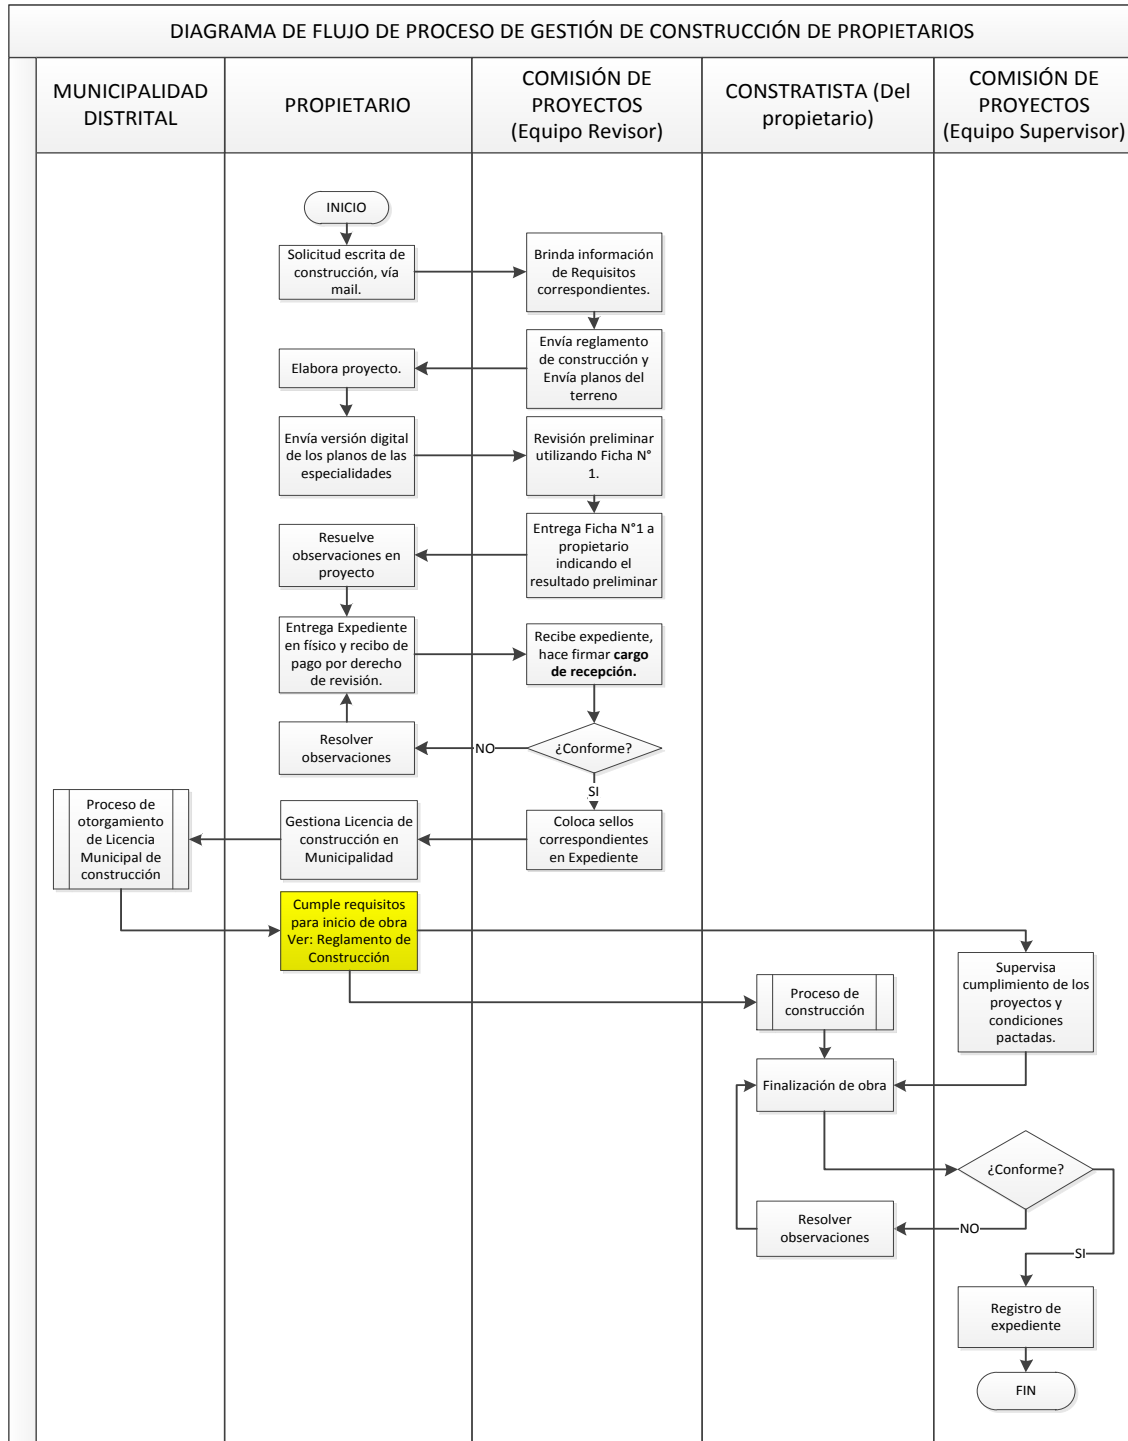 DIAGRAMA DE FLUJO DE PROCESO DE GESTIÓN DE CONSTRUCCIÓN DE PROPIETARIOS
MUNICIPALIDAD
DISTRITAL
PROPIETARIO
COMISIÓN DE
PROYECTOS
(Equipo Revisor)
CONSTRATISTA (Del
propietario)
COMISIÓN DE
PROYECTOS
(Equipo Supervisor)
INICIO
Solicitud escrita de
construcción, vía
mail.
Brinda información
de Requisitos
correspondientes.
Envía reglamento
de construcción y
Envía planos del
terreno
Elabora proyecto.
Envía versión digital
de los planos de las
especialidades
Revisión preliminar
utilizando Ficha N°
1.
Entrega Ficha N°1 a
propietario
indicando el
resultado preliminar
Resuelve
observaciones en
proyecto
Entrega Expediente
en físico y recibo de
pago por derecho
de revisión.
Recibe expediente,
hace firmar cargo
de recepción.
¿Conforme?
NO
Resolver
observaciones
SI
Coloca sellos
correspondientes
en Expediente
Gestiona Licencia de
construcción en
Municipalidad
Proceso de
otorgamiento
de Licencia
Municipal de
construcción
Cumple requisitos
para inicio de obra
Ver: Reglamento de
Construcción
Supervisa
cumplimiento de los
proyectos y
condiciones
pactadas.
Proceso de
construcción
Finalización de obra
¿Conforme?
NO
Resolver
observaciones
SI
Registro de
expediente
FIN